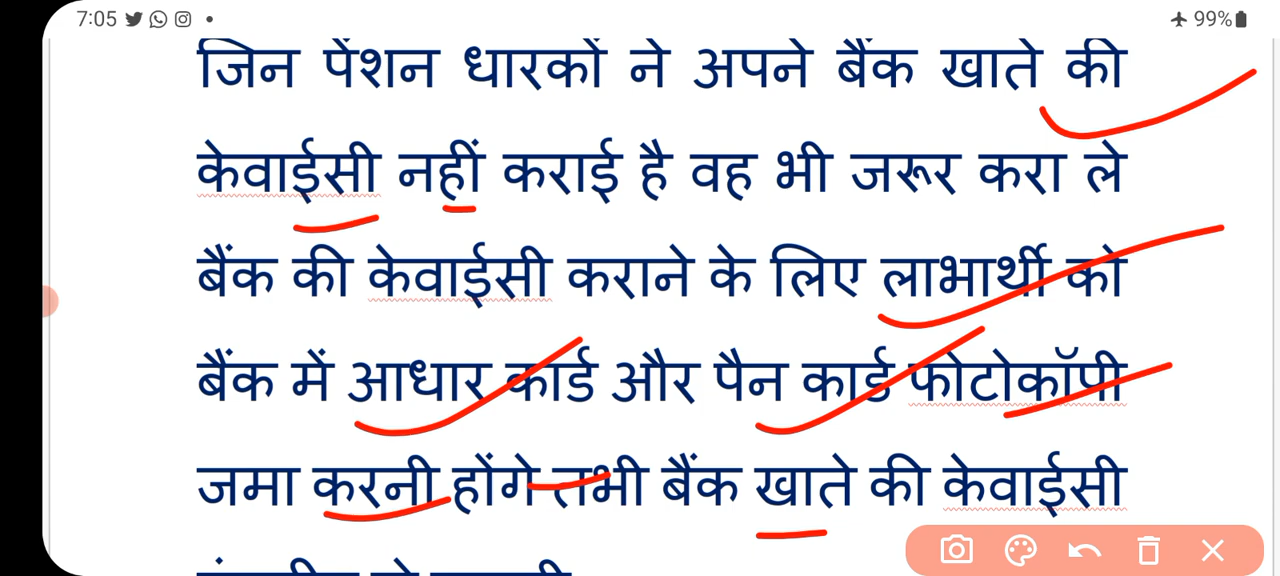 7:05
99%
जिन पेंशन धारकों ने अपने बैंक खाते की
केवाईसी नहीं कराई है वह भी जरूर करा ले
बैंक की केवाईसी कराने के लिए लाभार्थी को
बैंक में आधार कार्ड और पैन कार्ड फोटोकॉपी
जमा करनी होंगे तभी बैंक खाते की केवाईसी